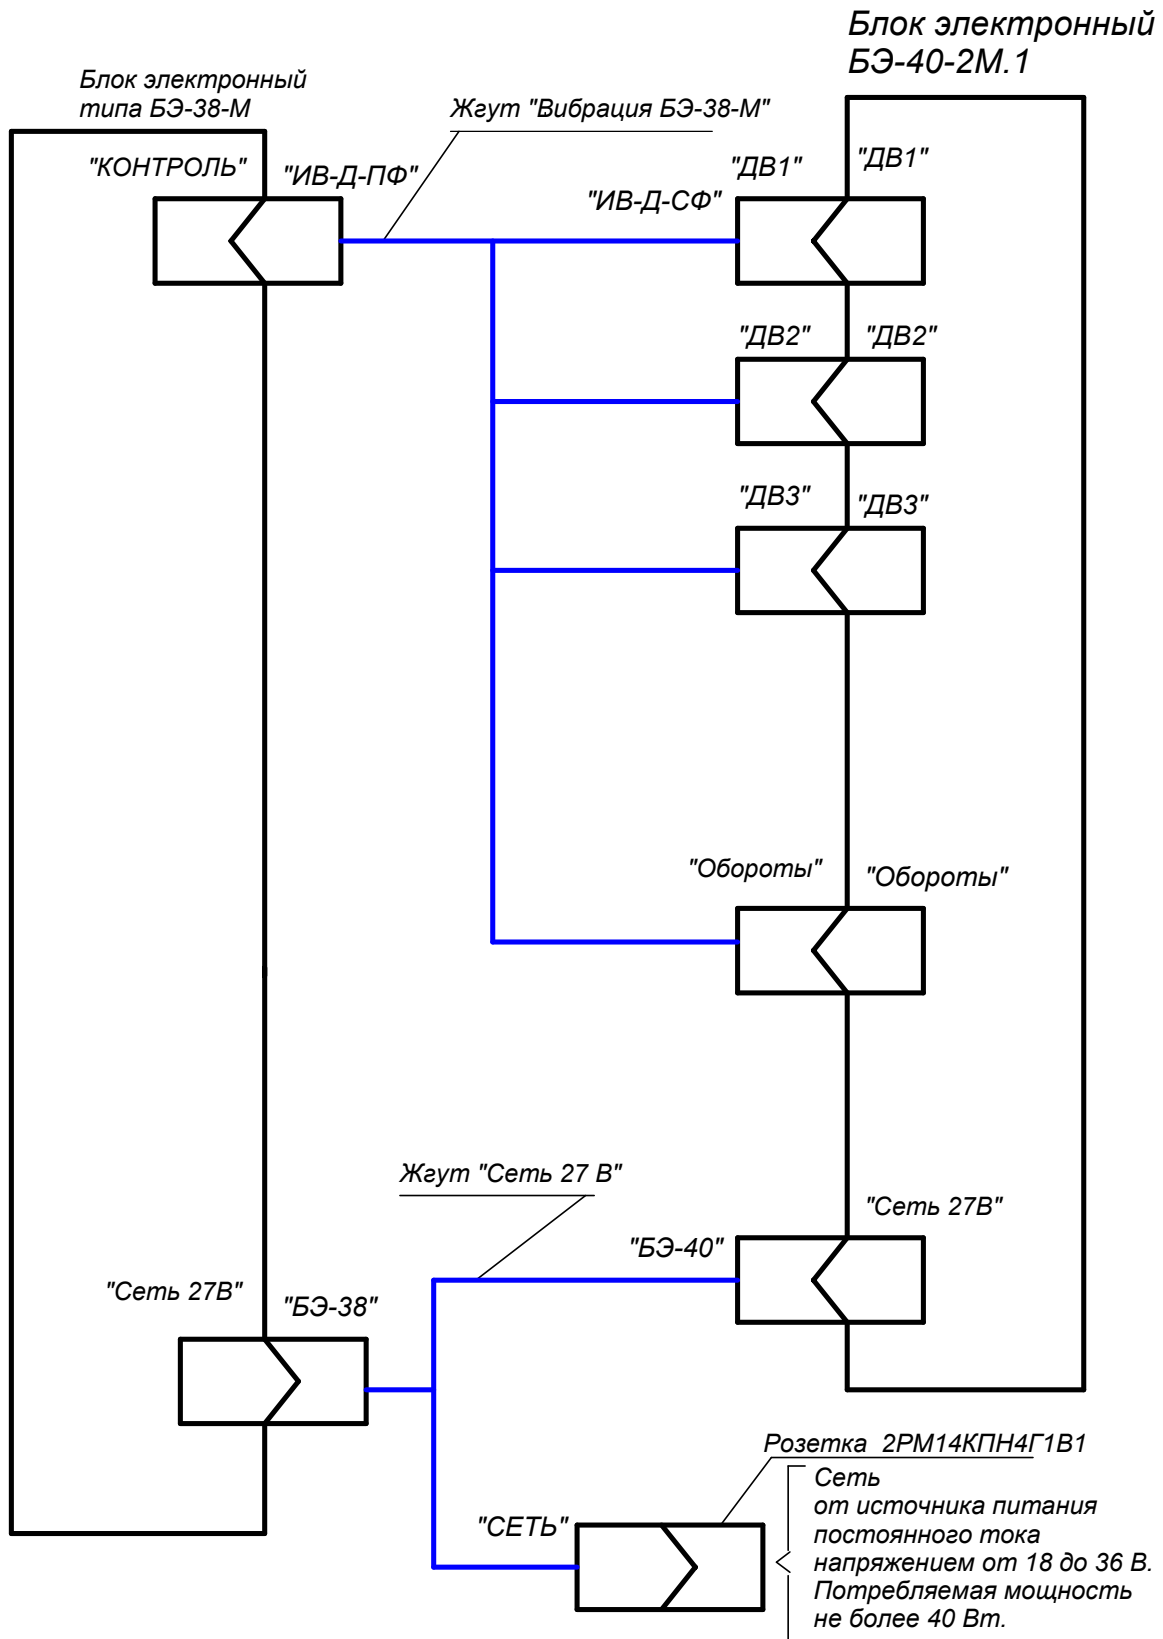 Блок электронный
БЭ-40-2М.1
Блок электронный
типа БЭ-38-М
Жгут "Вибрация БЭ-38-М"
"КОНТРОЛЬ"
"ИВ-Д-ПФ"
"ИВ-Д-СФ"
"ДВ1"
"ДВ1"
"ДВ2"
"ДВ2"
"ДВ3"
"ДВ3"
"Обороты"
"Обороты"
Жгут "Сеть 27 В"
"Сеть 27В"
"БЭ-40"
"Сеть 27В"
"БЭ-38"
Розетка 2РМ14КПН4Г1В1
"СЕТЬ"
Сеть
от источника питания
постоянного тока
напряжением от 18 до 36 В.
Потребляемая мощность
не более 40 Вт.